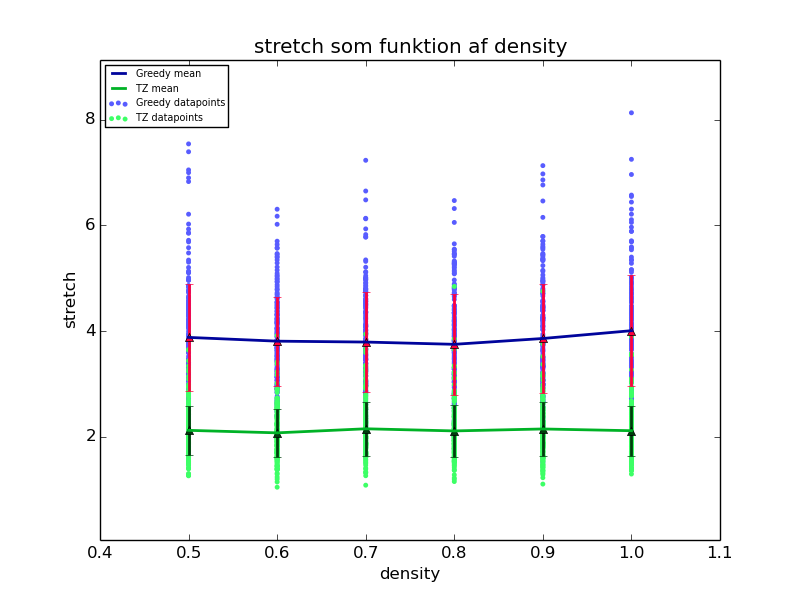 stretch som funktion af density
Greedy mean
TZ mean
Greedy datapoints
TZ datapoints
8
6
4
2
stretch
0.4 0.5 0.6 0.7 0.8 0.9 1.0 1.1
density